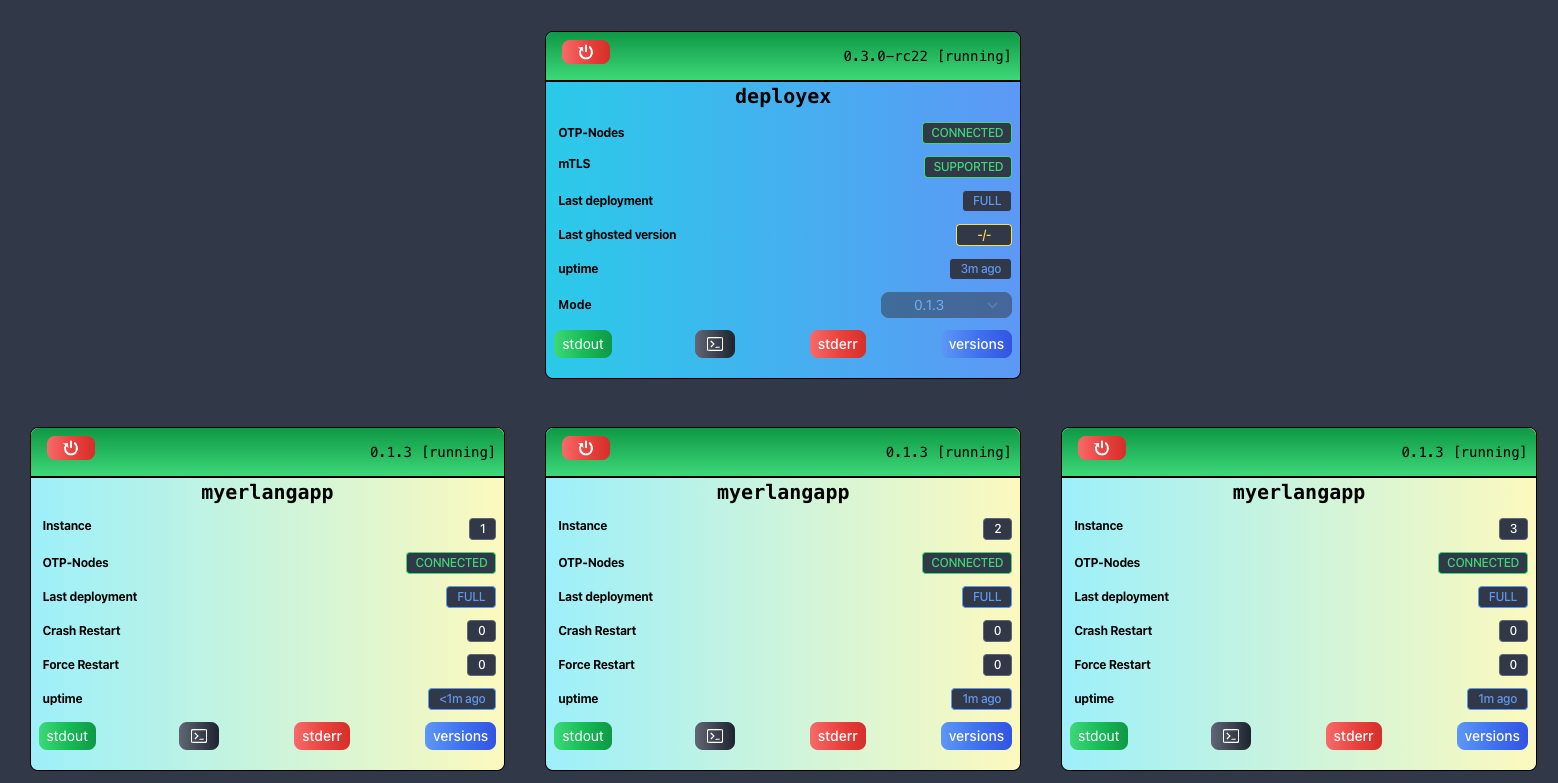 0.3.0-rc22 [running]
deployex
OTP-Nodes CONNECTED
mTLS SUPPORTED
Last deployment FULL
Last ghosted version -/-
uptime 3m ago
Mode 0.1.3
stdout stderr versions
0.1.3 [running]
myerlangapp
Instance 1
OTP-Nodes CONNECTED
Last deployment FULL
Crash Restart 0
Force Restart 0
uptime <1m ago
stdout stderr versions
0.1.3 [running]
myerlangapp
Instance 2
OTP-Nodes CONNECTED
Last deployment FULL
Crash Restart 0
Force Restart 0
uptime 1m ago
stdout stderr versions
0.1.3 [running]
myerlangapp
Instance 3
OTP-Nodes CONNECTED
Last deployment FULL
Crash Restart 0
Force Restart 0
uptime 1m ago
stdout stderr versions